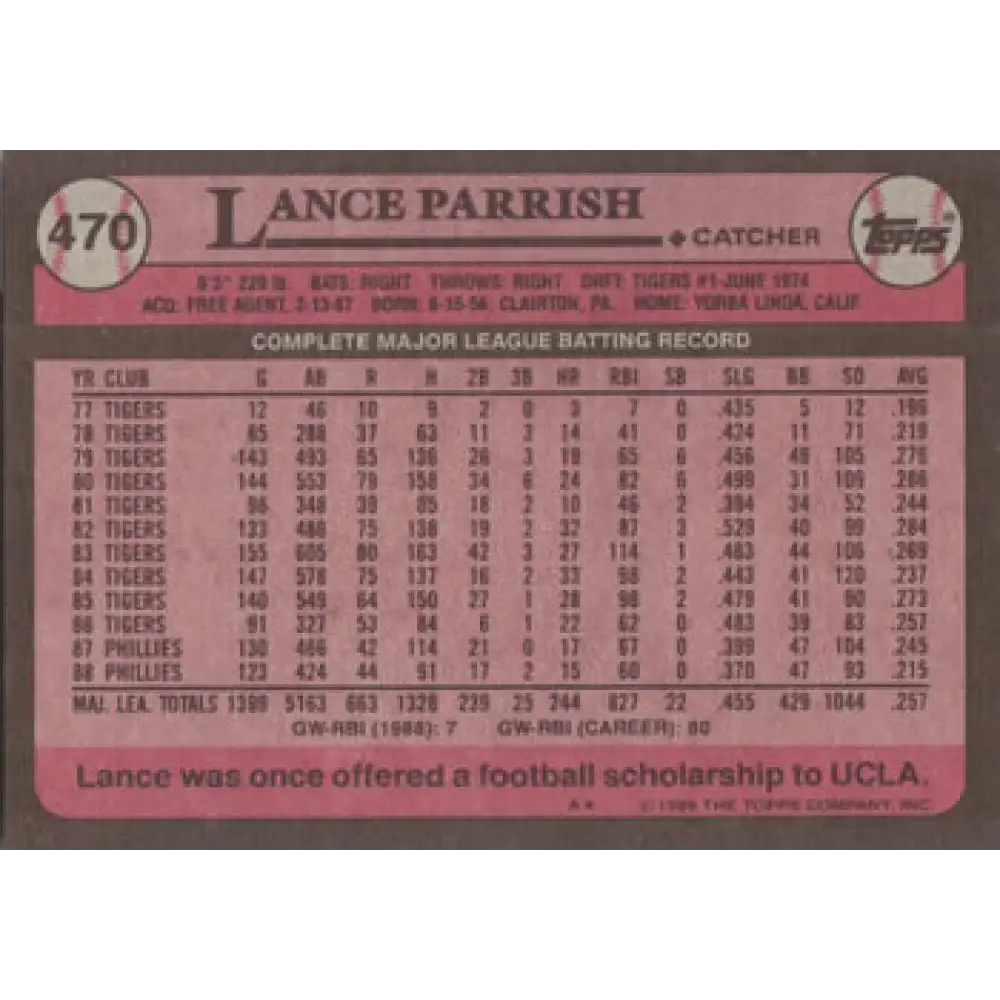 470
LANCE PARRISH
CATCHER
Topps®
6'3" 220 lb. BATS: RIGHT THROWS: RIGHT DRFT: TIGERS #1-JUNE 1974
ACQ: FREE AGENT, 3-13-87 BORN: 6-15-56, CLAIRTON, PA. HOME: YORBA LINDA, CALIF.
COMPLETE MAJOR LEAGUE BATTING RECORD
YR CLUB G AB R H 2B 3B HR RBI SB SLG BB SO AVG
77 TIGERS 12 46 10 9 2 0 3 7 0 .435 5 12 .196
78 TIGERS 85 288 37 63 11 3 14 41 0 .424 11 71 .219
79 TIGERS 143 493 65 136 26 3 19 65 6 .456 49 105 .276
80 TIGERS 144 553 79 158 34 6 24 82 6 .499 31 109 .286
81 TIGERS 96 348 39 85 18 2 10 46 2 .394 34 52 .244
82 TIGERS 133 486 75 138 19 2 32 87 3 .529 40 99 .284
83 TIGERS 155 605 80 163 42 3 27 114 1 .483 44 106 .269
84 TIGERS 147 578 75 137 16 2 33 98 2 .443 41 120 .237
85 TIGERS 140 549 64 150 27 1 28 98 2 .479 41 90 .273
86 TIGERS 91 327 53 84 6 1 22 62 0 .483 39 83 .257
87 PHILLIES 130 466 42 114 21 0 17 67 0 .399 47 104 .245
88 PHILLIES 123 424 44 91 17 2 15 60 0 .370 47 93 .215
MAJ. LEA. TOTALS 1399 5163 663 1328 239 25 244 827 22 .455 429 1044 .257
GW-RBI (1988): 7 GW-RBI (CAREER): 80
Lance was once offered a football scholarship to UCLA.
A* © 1989 THE TOPPS COMPANY, INC.